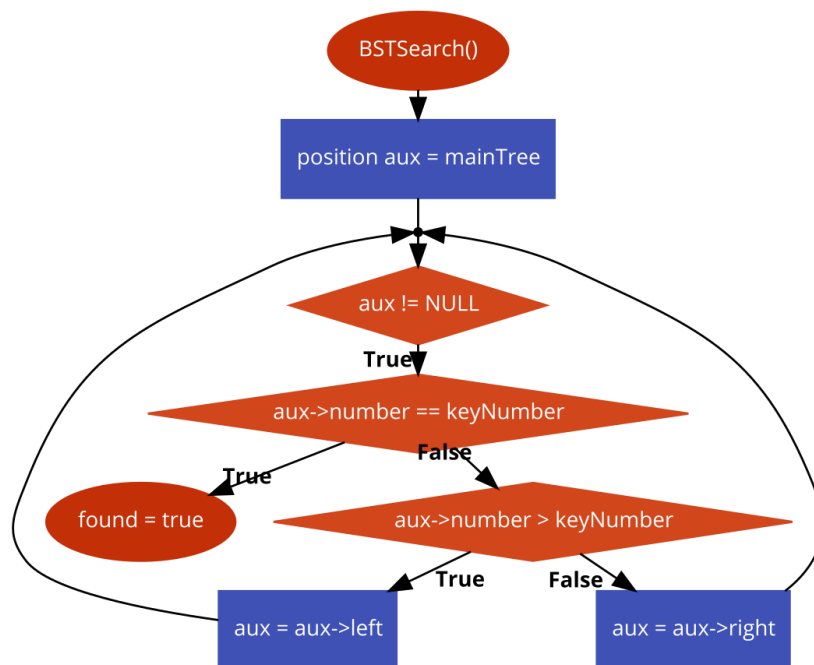 BSTSearch()
position aux = mainTree
aux != NULL
True
aux->number == keyNumber
True
False
found = true
aux->number > keyNumber
True
False
aux = aux->left
aux = aux->right